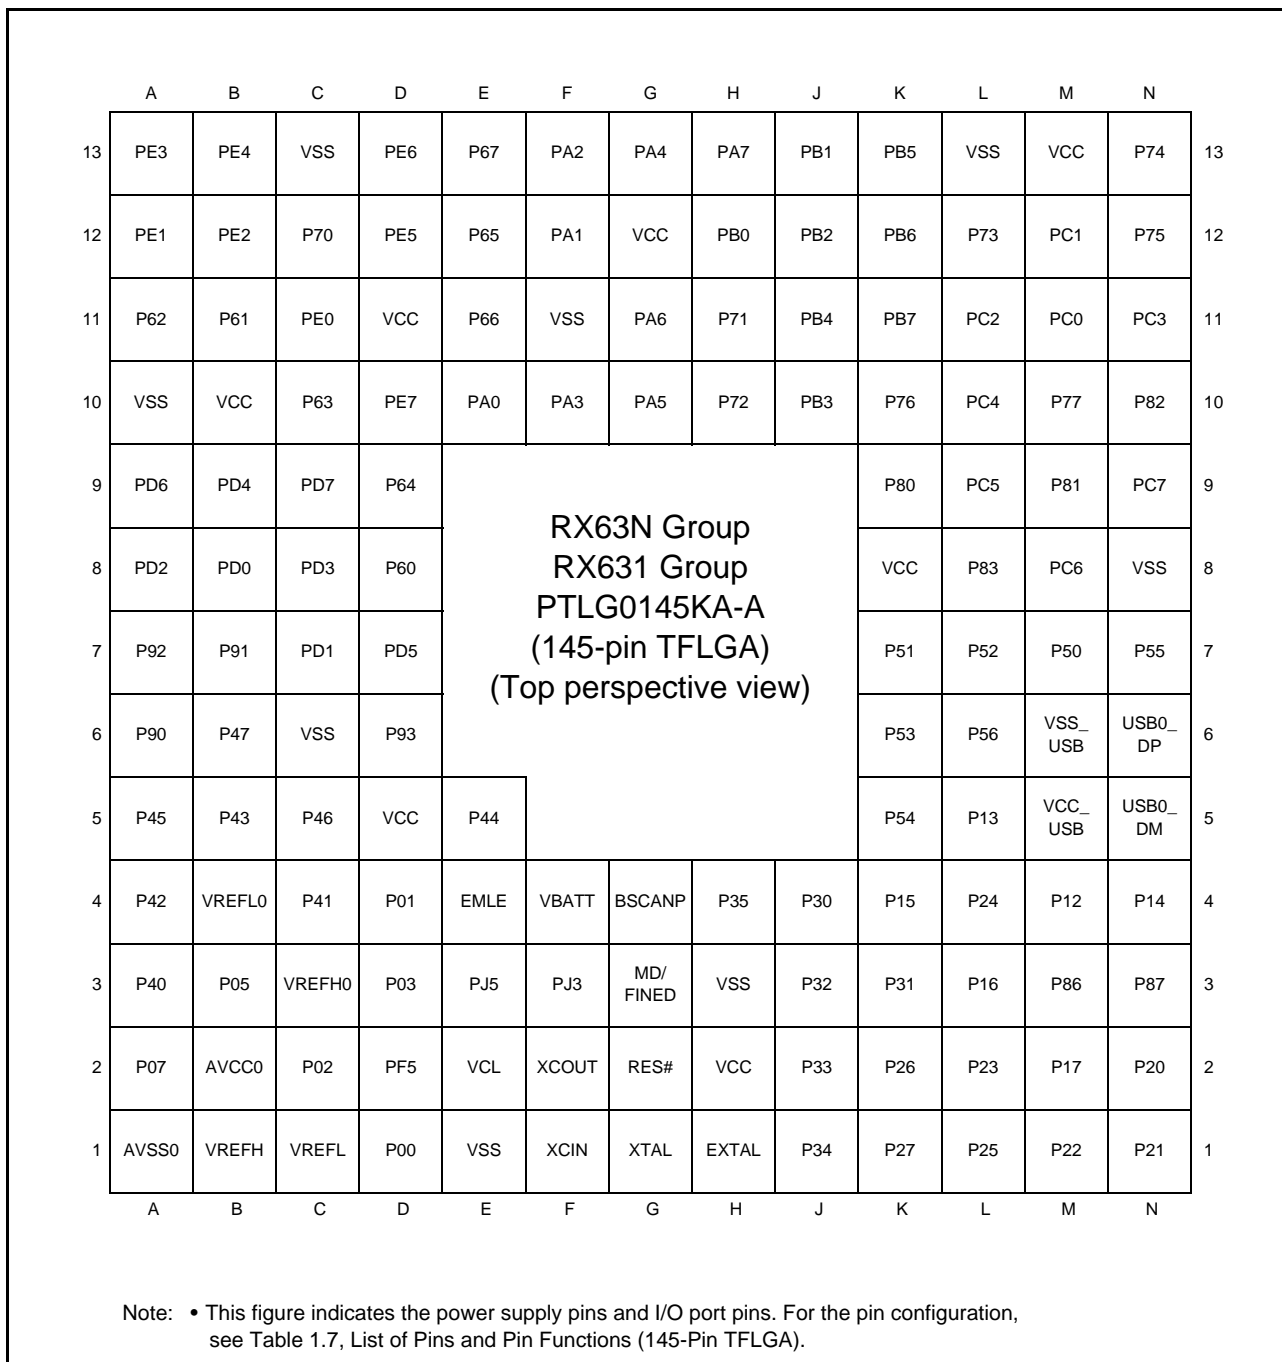 A B C D E F G H J K L M N
13 PE3 PE4 VSS PE6 P67 PA2 PA4 PA7 PB1 PB5 VSS VCC P74 13
12 PE1 PE2 P70 PE5 P65 PA1 VCC PB0 PB2 PB6 P73 PC1 P75 12
11 P62 P61 PE0 VCC P66 VSS PA6 P71 PB4 PB7 PC2 PC0 PC3 11
10 VSS VCC P63 PE7 PA0 PA3 PA5 P72 PB3 P76 PC4 P77 P82 10
9 PD6 PD4 PD7 P64 P80 PC5 P81 PC7 9
RX63N Group
8 PD2 PD0 PD3 P60 RX631 Group VCC P83 PC6 VSS 8
PTLG0145KA-A
7 P92 P91 PD1 PD5 (145-pin TFLGA) P51 P52 P50 P55 7
(Top perspective view)
6 P90 P47 VSS P93 P53 P56 VSS_ USB USB0_ DP 6
5 P45 P43 P46 VCC P44 P54 P13 VCC_ USB USB0_ DM 5
4 P42 VREFL0 P41 P01 EMLE VBATT BSCANP P35 P30 P15 P24 P12 P14 4
3 P40 P05 VREFH0 P03 PJ5 PJ3 MD/ FINED VSS P32 P31 P16 P86 P87 3
2 P07 AVCC0 P02 PF5 VCL XCOUT RES# VCC P33 P26 P23 P17 P20 2
1 AVSS0 VREFH VREFL P00 VSS XCIN XTAL EXTAL P34 P27 P25 P22 P21 1
A B C D E F G H J K L M N
Note: • This figure indicates the power supply pins and I/O port pins. For the pin configuration,
see Table 1.7, List of Pins and Pin Functions (145-Pin TFLGA).